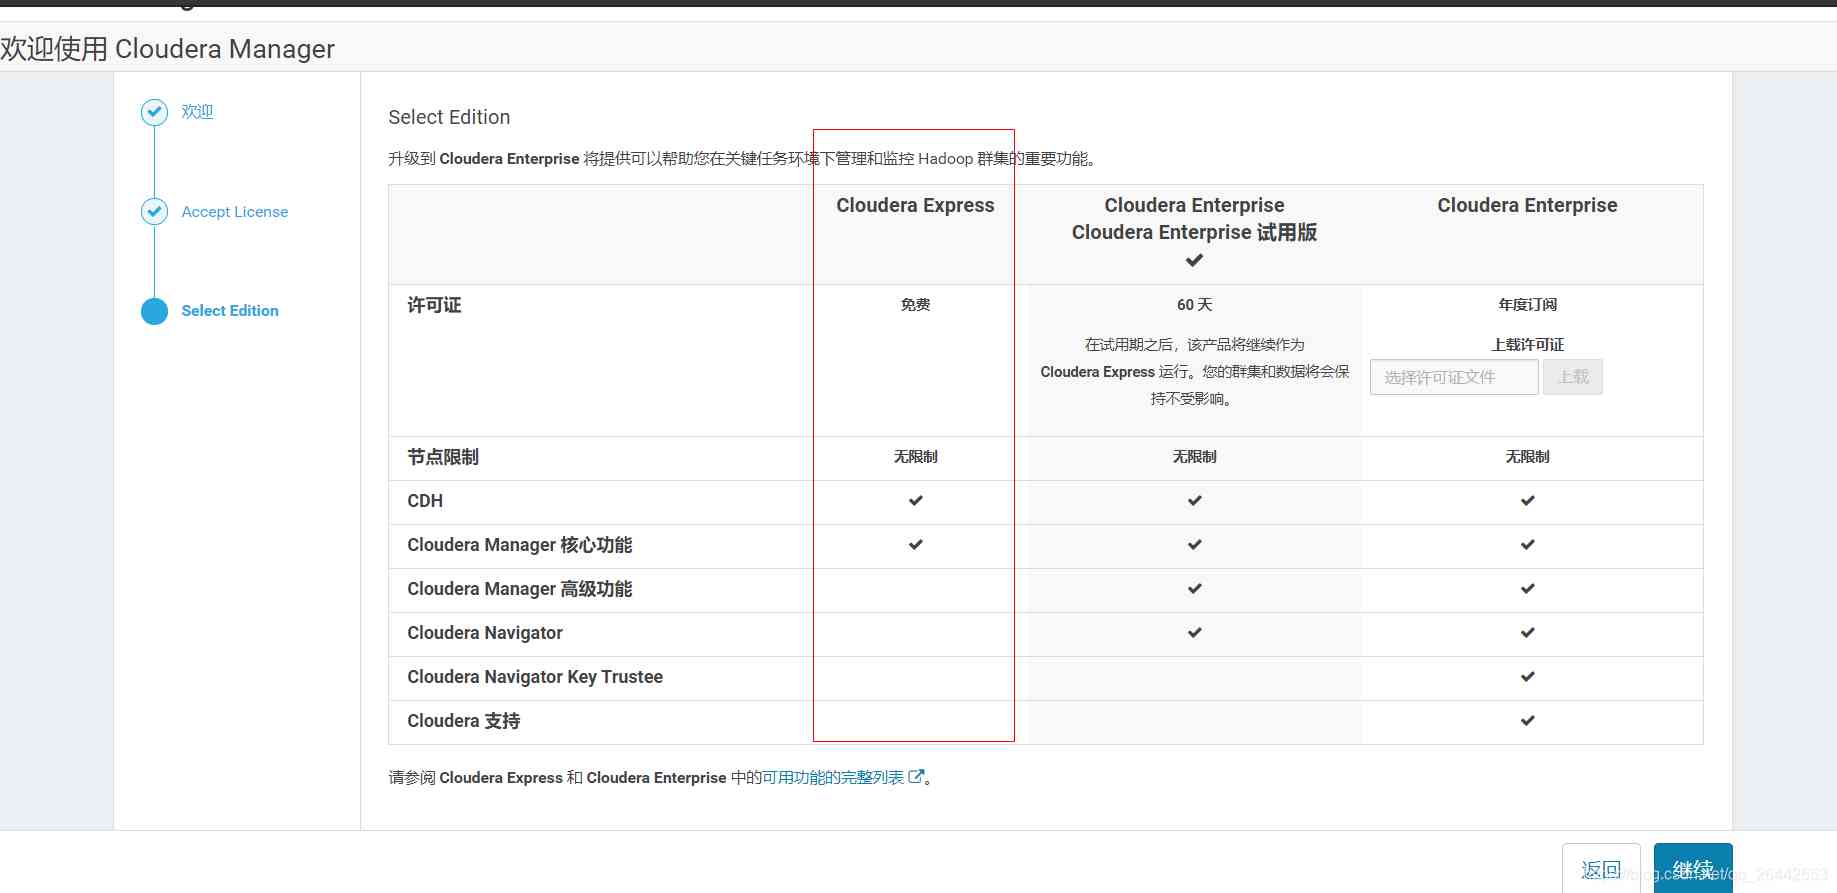 欢迎使用 Cloudera Manager
欢迎
Accept License
Select Edition
Select Edition
升级到 Cloudera Enterprise 将提供可以帮助您在关键任务环境下管理和监控 Hadoop 群集的重要功能。
Cloudera Express
Cloudera Enterprise
Cloudera Enterprise 试用版
Cloudera Enterprise
许可证
免费
60 天
在试用期之后，该产品将继续作为
Cloudera Express 运行。您的群集和数据将会保
持不受影响。
年度订阅
上载许可证
选择许可证文件
上载
节点限制
无限制
无限制
无限制
CDH
Cloudera Manager 核心功能
Cloudera Manager 高级功能
Cloudera Navigator
Cloudera Navigator Key Trustee
Cloudera 支持
请参阅 Cloudera Express 和 Cloudera Enterprise 中的可用功能的完整列表。
返回
继续